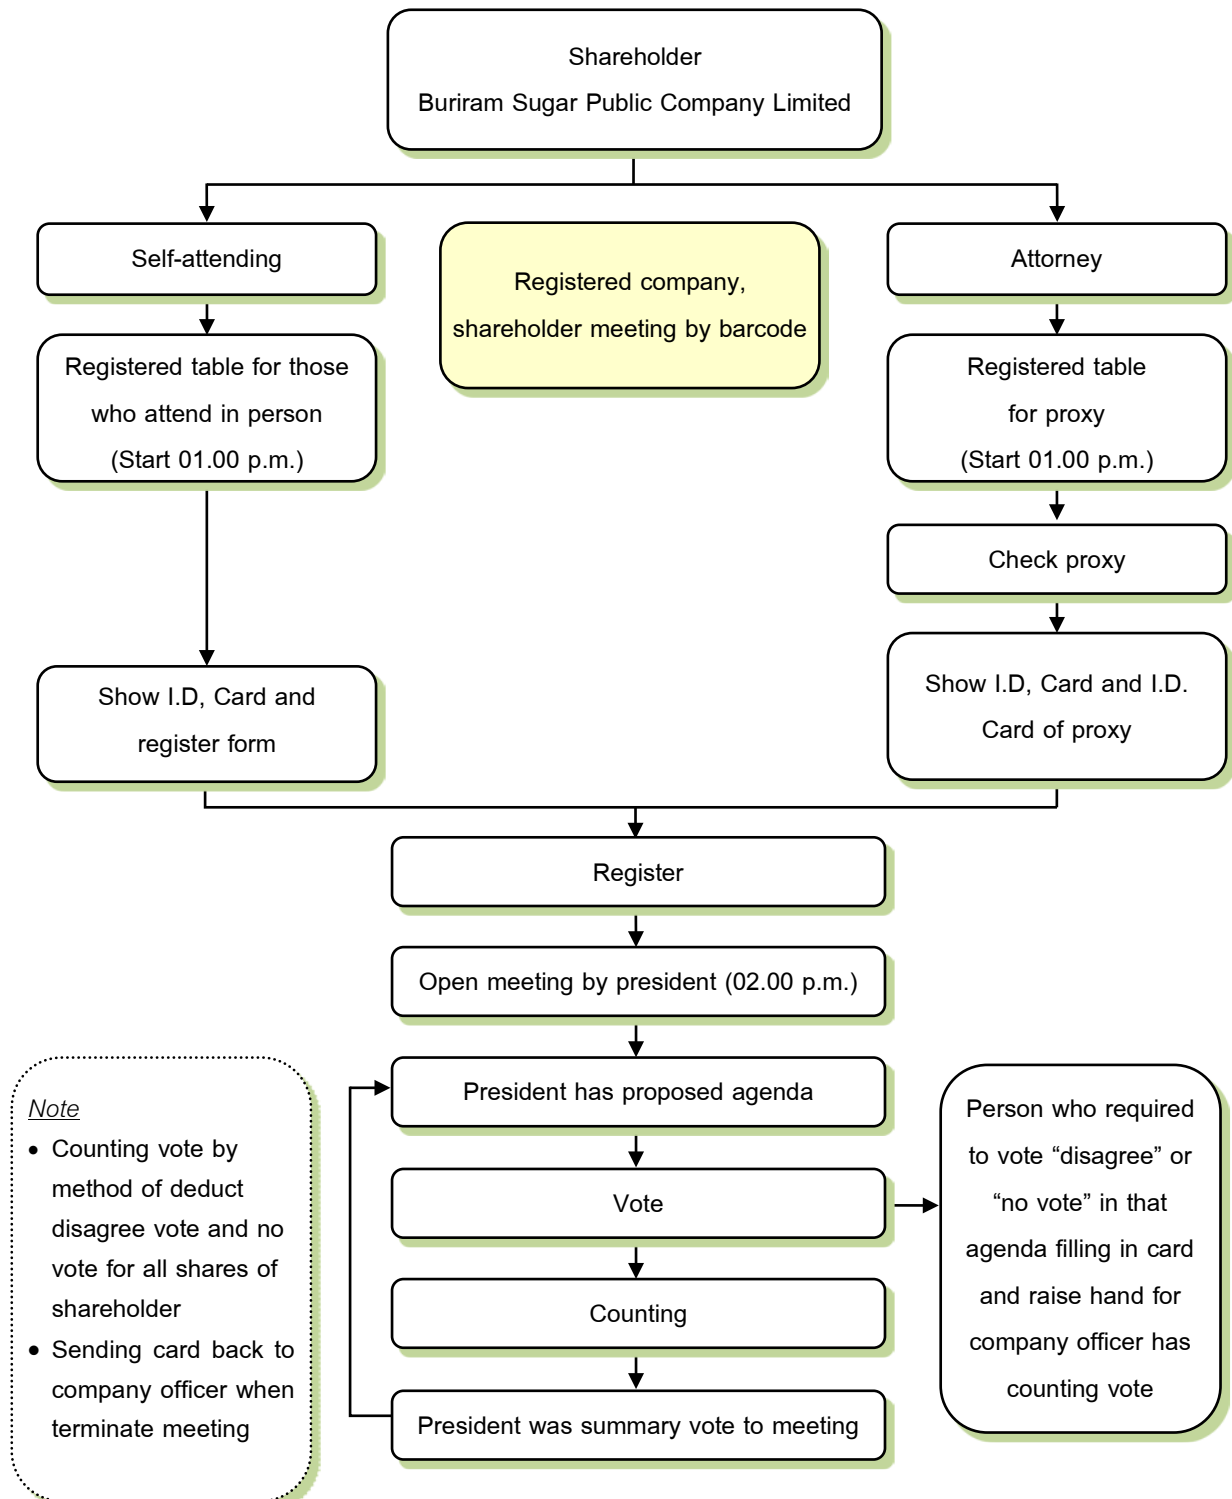 Shareholder
Buriram Sugar Public Company Limited
Self-attending
Registered company,
shareholder meeting by barcode
Attorney
Registered table for those
who attend in person
(Start 01.00 p.m.)
Registered table
for proxy
(Start 01.00 p.m.)
Check proxy
Show I.D, Card and
register form
Show I.D, Card and I.D.
Card of proxy
Register
Open meeting by president (02.00 p.m.)
President has proposed agenda
Vote
Counting
President was summary vote to meeting
Note
• Counting vote by
method of deduct
disagree vote and no
vote for all shares of
shareholder
• Sending card back to
company officer when
terminate meeting
Person who required
to vote “disagree” or
“no vote” in that
agenda filling in card
and raise hand for
company officer has
counting vote